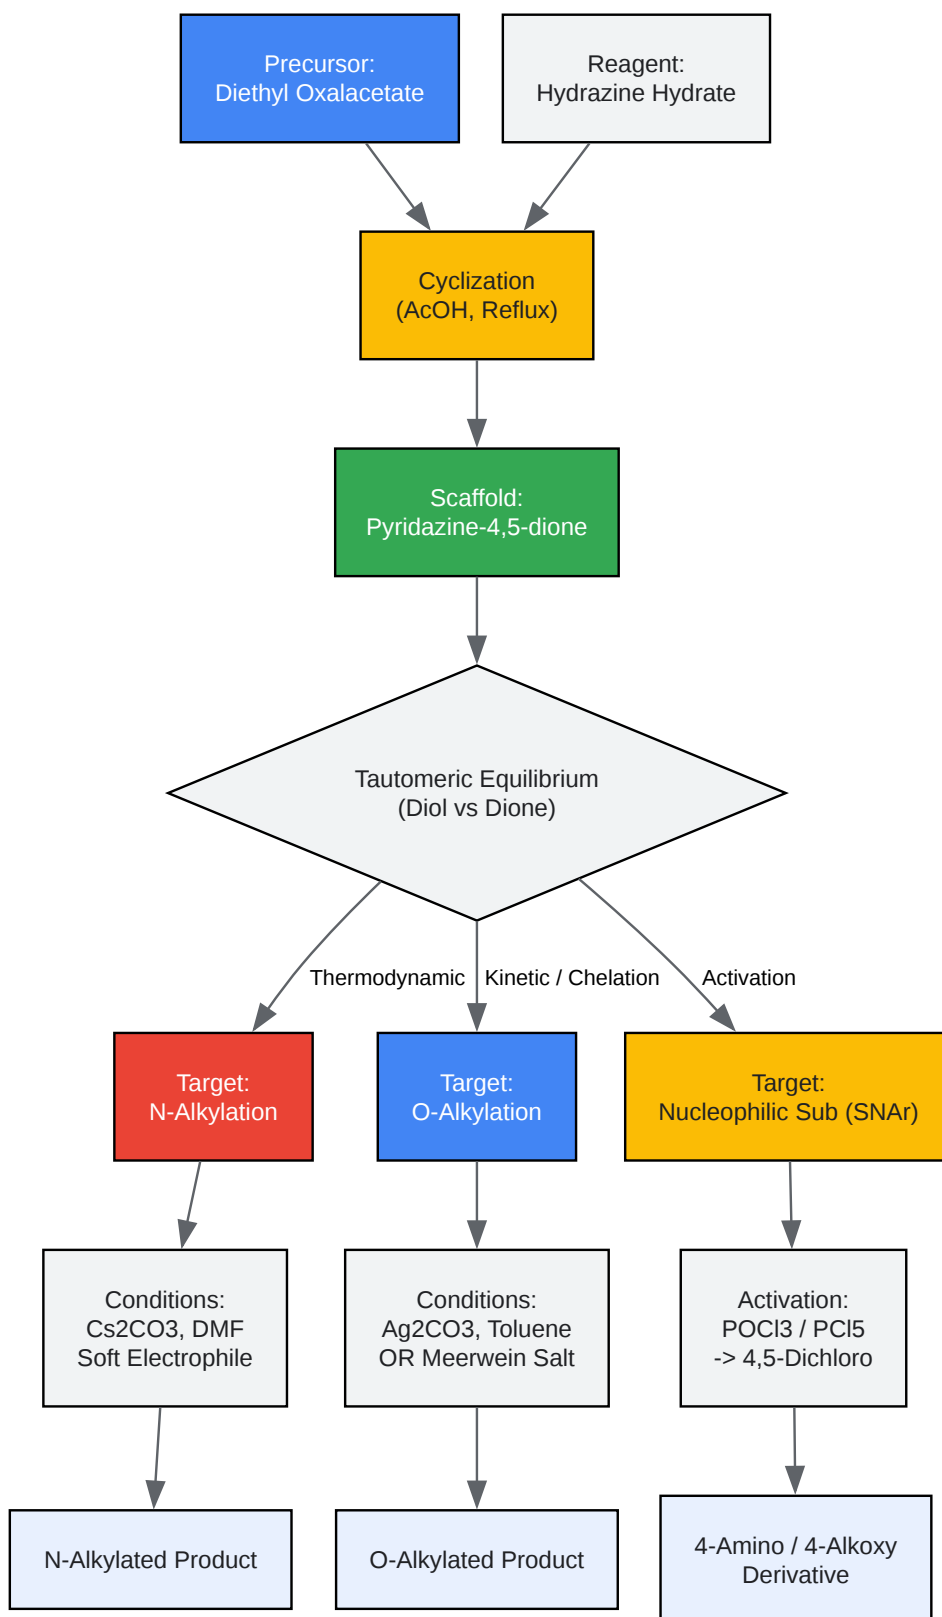 Precursor:
Diethyl Oxalacetate
Reagent:
Hydrazine Hydrate
Cyclization
(AcOH, Reflux)
Scaffold:
Pyridazine-4,5-dione
Tautomeric Equilibrium
(Diol vs Dione)
Thermodynamic
Kinetic / Chelation
Activation
Target:
N-Alkylation
Target:
O-Alkylation
Target:
Nucleophilic Sub (SNAr)
Conditions:
Cs2CO3, DMF
Soft Electrophile
Conditions:
Ag2CO3, Toluene
OR Meerwein Salt
Activation:
POCl3 / PCl5
-> 4,5-Dichloro
N-Alkylated Product
O-Alkylated Product
4-Amino / 4-Alkoxy
Derivative